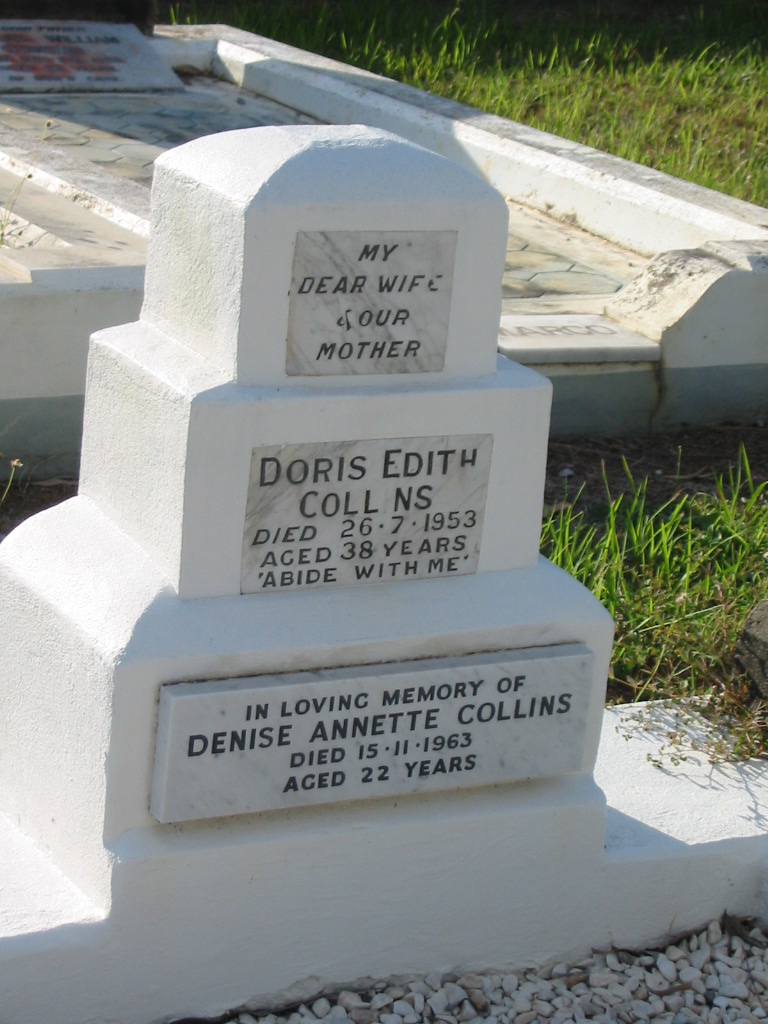 WILLIAM
MY
DEAR WIFE
& OUR
MOTHER
DORIS EDITH
COLL NS
DIED 26·7·1953
AGED 38 YEARS
'ABIDE WITH ME'
IN LOVING MEMORY OF
DENISE ANNETTE COLLINS
DIED 15·11·1963
AGED 22 YEARS